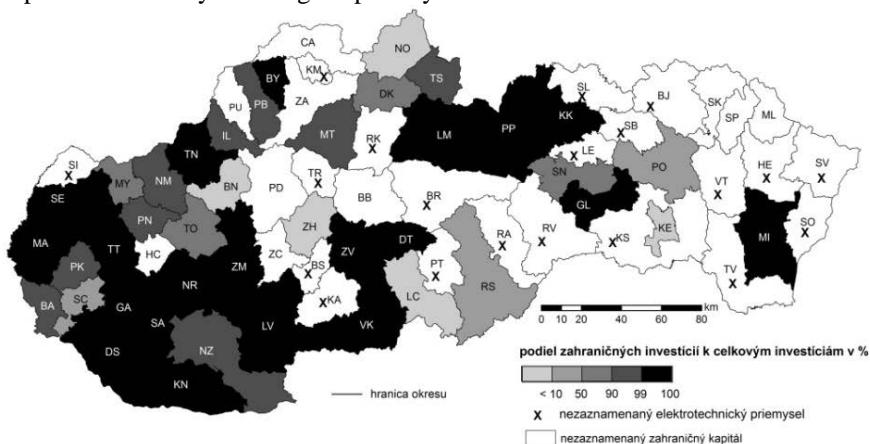 CA
NO
KM
BY
TS
PU
PB
ZA
DK
SL
BJ
IL
MT
RK
LM
PP
KK
SB
SK
SP
ML
TN
LE
SI
MY
NM
BN
PD
TR
BB
BR
SN
PO
VT
HE
SV
SE
PN
TO
ZH
GL
KE
MA
TT
HC
ZM
ZC
ZV
DT
RA
RV
KS
MI
SO
PK
NR
BS
PT
TV
BA
SC
GA
SA
LV
KA
VK
LC
RS
DS
NZ
KN
km
0 10 20 40 60 80
podiel zahraničných investícií k celkovým investíciám v %
< 10 50 90 99 100
hranica okresu
x nezaznamenaný elektrotechnický priemysel
nezaznamenaný zahraničný kapitál